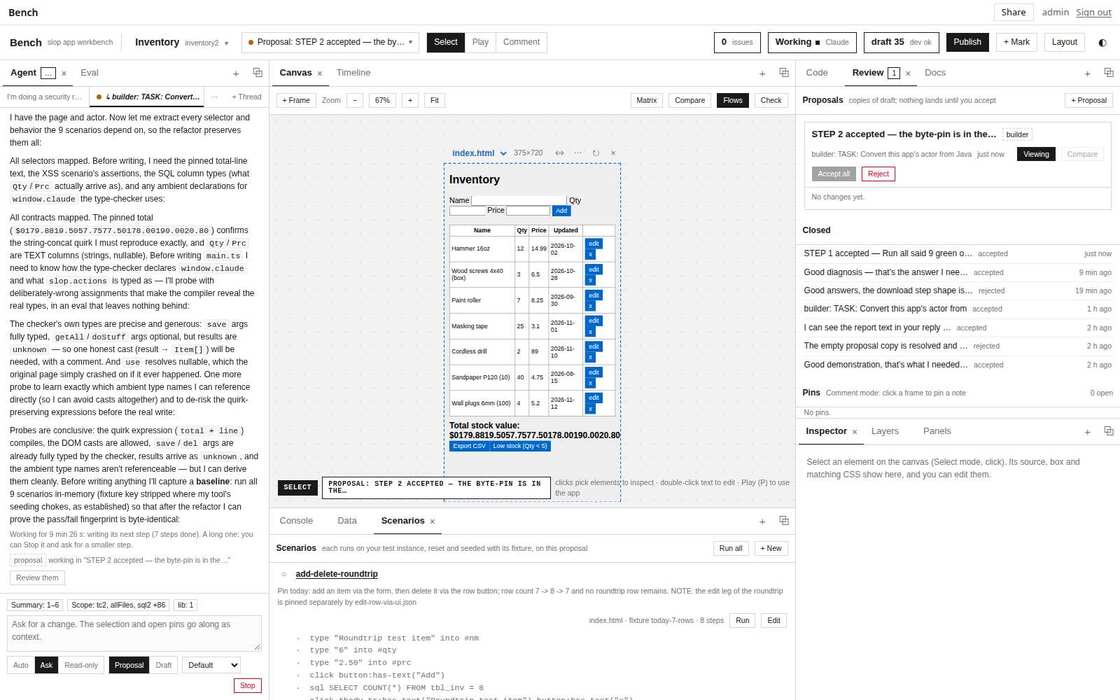 Bench
Share
admin
Sign out
Bench slop app workbench
Inventory inventory2 ▾
Proposal: STEP 2 accepted — the by… ▾
Select
Play
Comment
0 issues
Working ■ Claude
draft 35 dev ok
Publish
+ Mark
Layout
Agent … ×
Eval
+
I'm doing a security r…
↳ builder: TASK: Convert…
···
+ Thread
I have the page and actor. Now let me extract every selector and
behavior the 9 scenarios depend on, so the refactor preserves
them all:
All selectors mapped. Before writing, I need the pinned total-line
text, the XSS scenario's assertions, the SQL column types (what
Qty / Prc actually arrive as), and any ambient declarations for
window.claude the type-checker uses:
All contracts mapped. The pinned total
( $0179.8819.5057.7577.50178.00190.0020.80 ) confirms
the string-concat quirk I must reproduce exactly, and Qty / Prc
are TEXT columns (strings, nullable). Before writing main.ts I
need to know how the type-checker declares window.claude
and what slop.actions is typed as — I'll probe with
deliberately-wrong assignments that make the compiler reveal the
real types, in an eval that leaves nothing behind:
The checker's own types are precise and generous: save args
fully typed, getAll / doStuff args optional, but results are
unknown — so one honest cast (result → Item[] ) will be
needed, with a comment. And use resolves nullable, which the
original page simply crashed on if it ever happened. One more
probe to learn exactly which ambient type names I can reference
directly (so I can avoid casts altogether) and to de-risk the quirk-
preserving expressions before the real write:
Probes are conclusive: the quirk expression ( total + line )
compiles, the DOM casts are allowed, save / del args are
already fully typed by the checker, results arrive as unknown , and
the ambient type names aren't referenceable — but I can derive
them cleanly. Before writing anything I'll capture a baseline: run all
9 scenarios in-memory (fixture key stripped where my tool's
seeding chokes, as established) so that after the refactor I can
prove the pass/fail fingerprint is byte-identical:
Working for 9 min 26 s: writing its next step (7 steps done). A long one; you
can Stop it and ask for a smaller step.
proposal working in "STEP 2 accepted — the byte-pin is in the …"
Review them
Summary: 1–6
Scope: tc2, allFiles, sql2 +86
lib: 1
Ask for a change. The selection and open pins go along as
context.
Auto
Ask
Read-only
Proposal
Draft
Default
Stop
Canvas ×
Timeline
+
+ Frame
Zoom
−
67%
+
Fit
Matrix
Compare
Flows
Check
index.html
375×720
⇔ ··· ↻ ×
Inventory
Name Qty
Price Add
Name Qty Price Updated
Hammer 16oz 12 14.99 2026-10-02 edit x
Wood screws 4x40 (box) 3 6.5 2026-10-28 edit x
Paint roller 7 8.25 2026-09-30 edit x
Masking tape 25 3.1 2026-11-01 edit x
Cordless drill 2 89 2026-11-10 edit x
Sandpaper P120 (10) 40 4.75 2026-08-15 edit x
Wall plugs 6mm (100) 4 5.2 2026-11-12 edit x
Total stock value:
$0179.8819.5057.7577.50178.00190.0020.80
Export CSV
Low stock (Qty < 5)
SELECT
PROPOSAL: STEP 2 ACCEPTED — THE BYTE-PIN IS IN
THE…
clicks pick elements to inspect · double-click text to edit · Play (P) to use
the app
Console
Data
Scenarios ×
+
Scenarios each runs on your test instance, reset and seeded with its fixture, on this proposal
Run all
+ New
○ add-delete-roundtrip
Pin today: add an item via the form, then delete it via the row button; row count 7 -> 8 -> 7 and no roundtrip row remains. NOTE: the edit leg of the roundtrip
is pinned separately by edit-row-via-ui.json
index.html · fixture today-7-rows · 8 steps
Run
Edit
· type "Roundtrip test item" into #nm
· type "6" into #qty
· type "2.50" into #prc
· click button:has-text("Add")
· sql SELECT COUNT(*) FROM tbl_inv = 8
· click tbody tr:has-text("Roundtrip test item") button:has-text("x")
Code
Review 1 ×
Docs
+
Proposals copies of draft; nothing lands until you accept
+ Proposal
STEP 2 accepted — the byte-pin is in the…
builder
builder: TASK: Convert this app's actor from Java just now
Viewing
Compare
Accept all
Reject
No changes yet.
Closed
STEP 1 accepted — Run all said 9 green o… accepted just now
Good diagnosis — that's the answer I nee… accepted 9 min ago
Good answers, the download step shape is… rejected 19 min ago
builder: TASK: Convert this app's actor from accepted 1 h ago
I can see the report text in your reply … accepted 2 h ago
The empty proposal copy is resolved and … rejected 2 h ago
Good demonstration, that's what I needed… accepted 2 h ago
Pins Comment mode: click a frame to pin a note
0 open
No pins.
Inspector ×
Layers
Panels
+
Select an element on the canvas (Select mode, click). Its source, box and
matching CSS show here, and you can edit them.